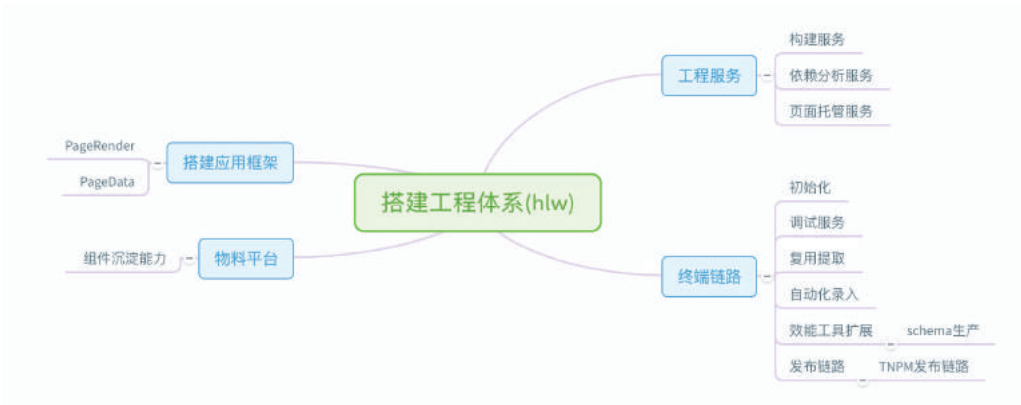 构建服务
工程服务
依赖分析服务
页面托管服务
PageRender
搭建应用框架
PageData
搭建工程体系(hlw)
初始化
调试服务
组件沉淀能力
物料平台
复用提取
终端链路
自动化录入
效能工具扩展
schema生产
发布链路
TNPM发布链路